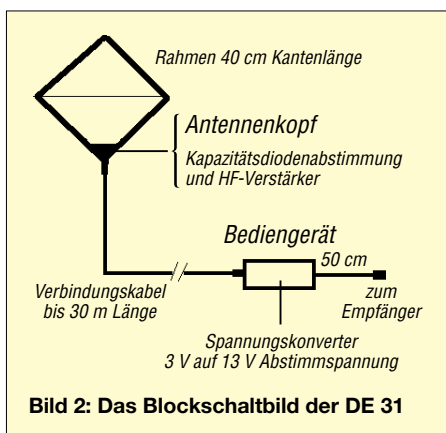 Rahmen 40 cm Kantenlänge
Antennenkopf
Kapazitätsdiodenabstimmung
und HF-Verstärker
Bediengerät
50 cm
Verbindungskabel
bis 30 m Länge
zum
Empfänger
Spannungskonverter
3 V auf 13 V Abstimmspannung
Bild 2: Das Blockschaltbild der DE 31